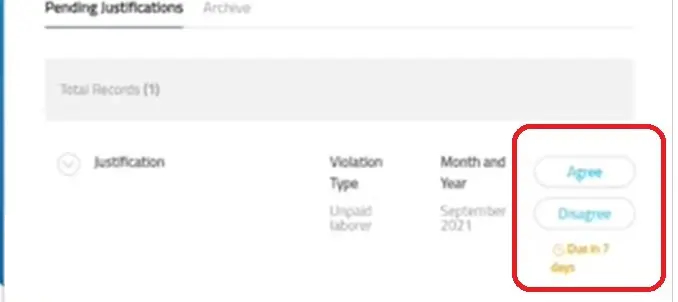 Pending Justifications Archive
Total Records (1)
Justification
Violation Type
Month and Year
Unpaid laborer
September 2021
Agree
Disagree
Due in 7 days